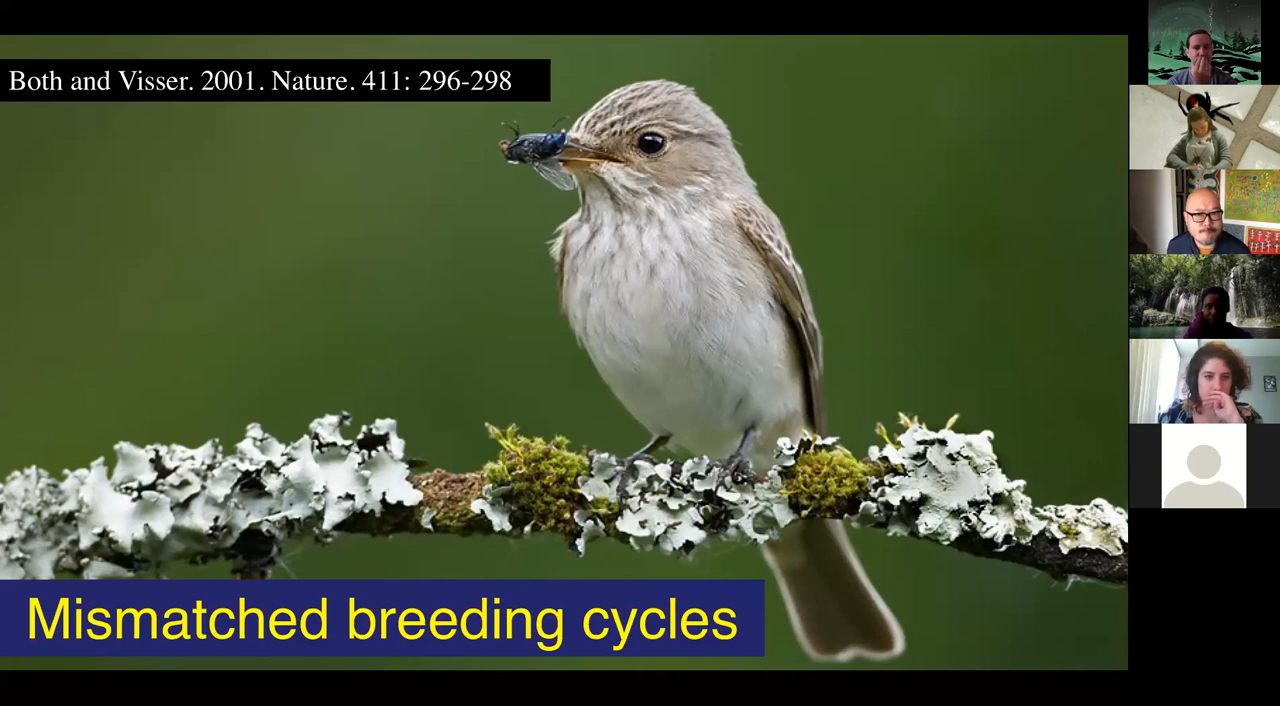 Both and Visser. 2001. Nature. 411: 296-298
Mismatched breeding cycles